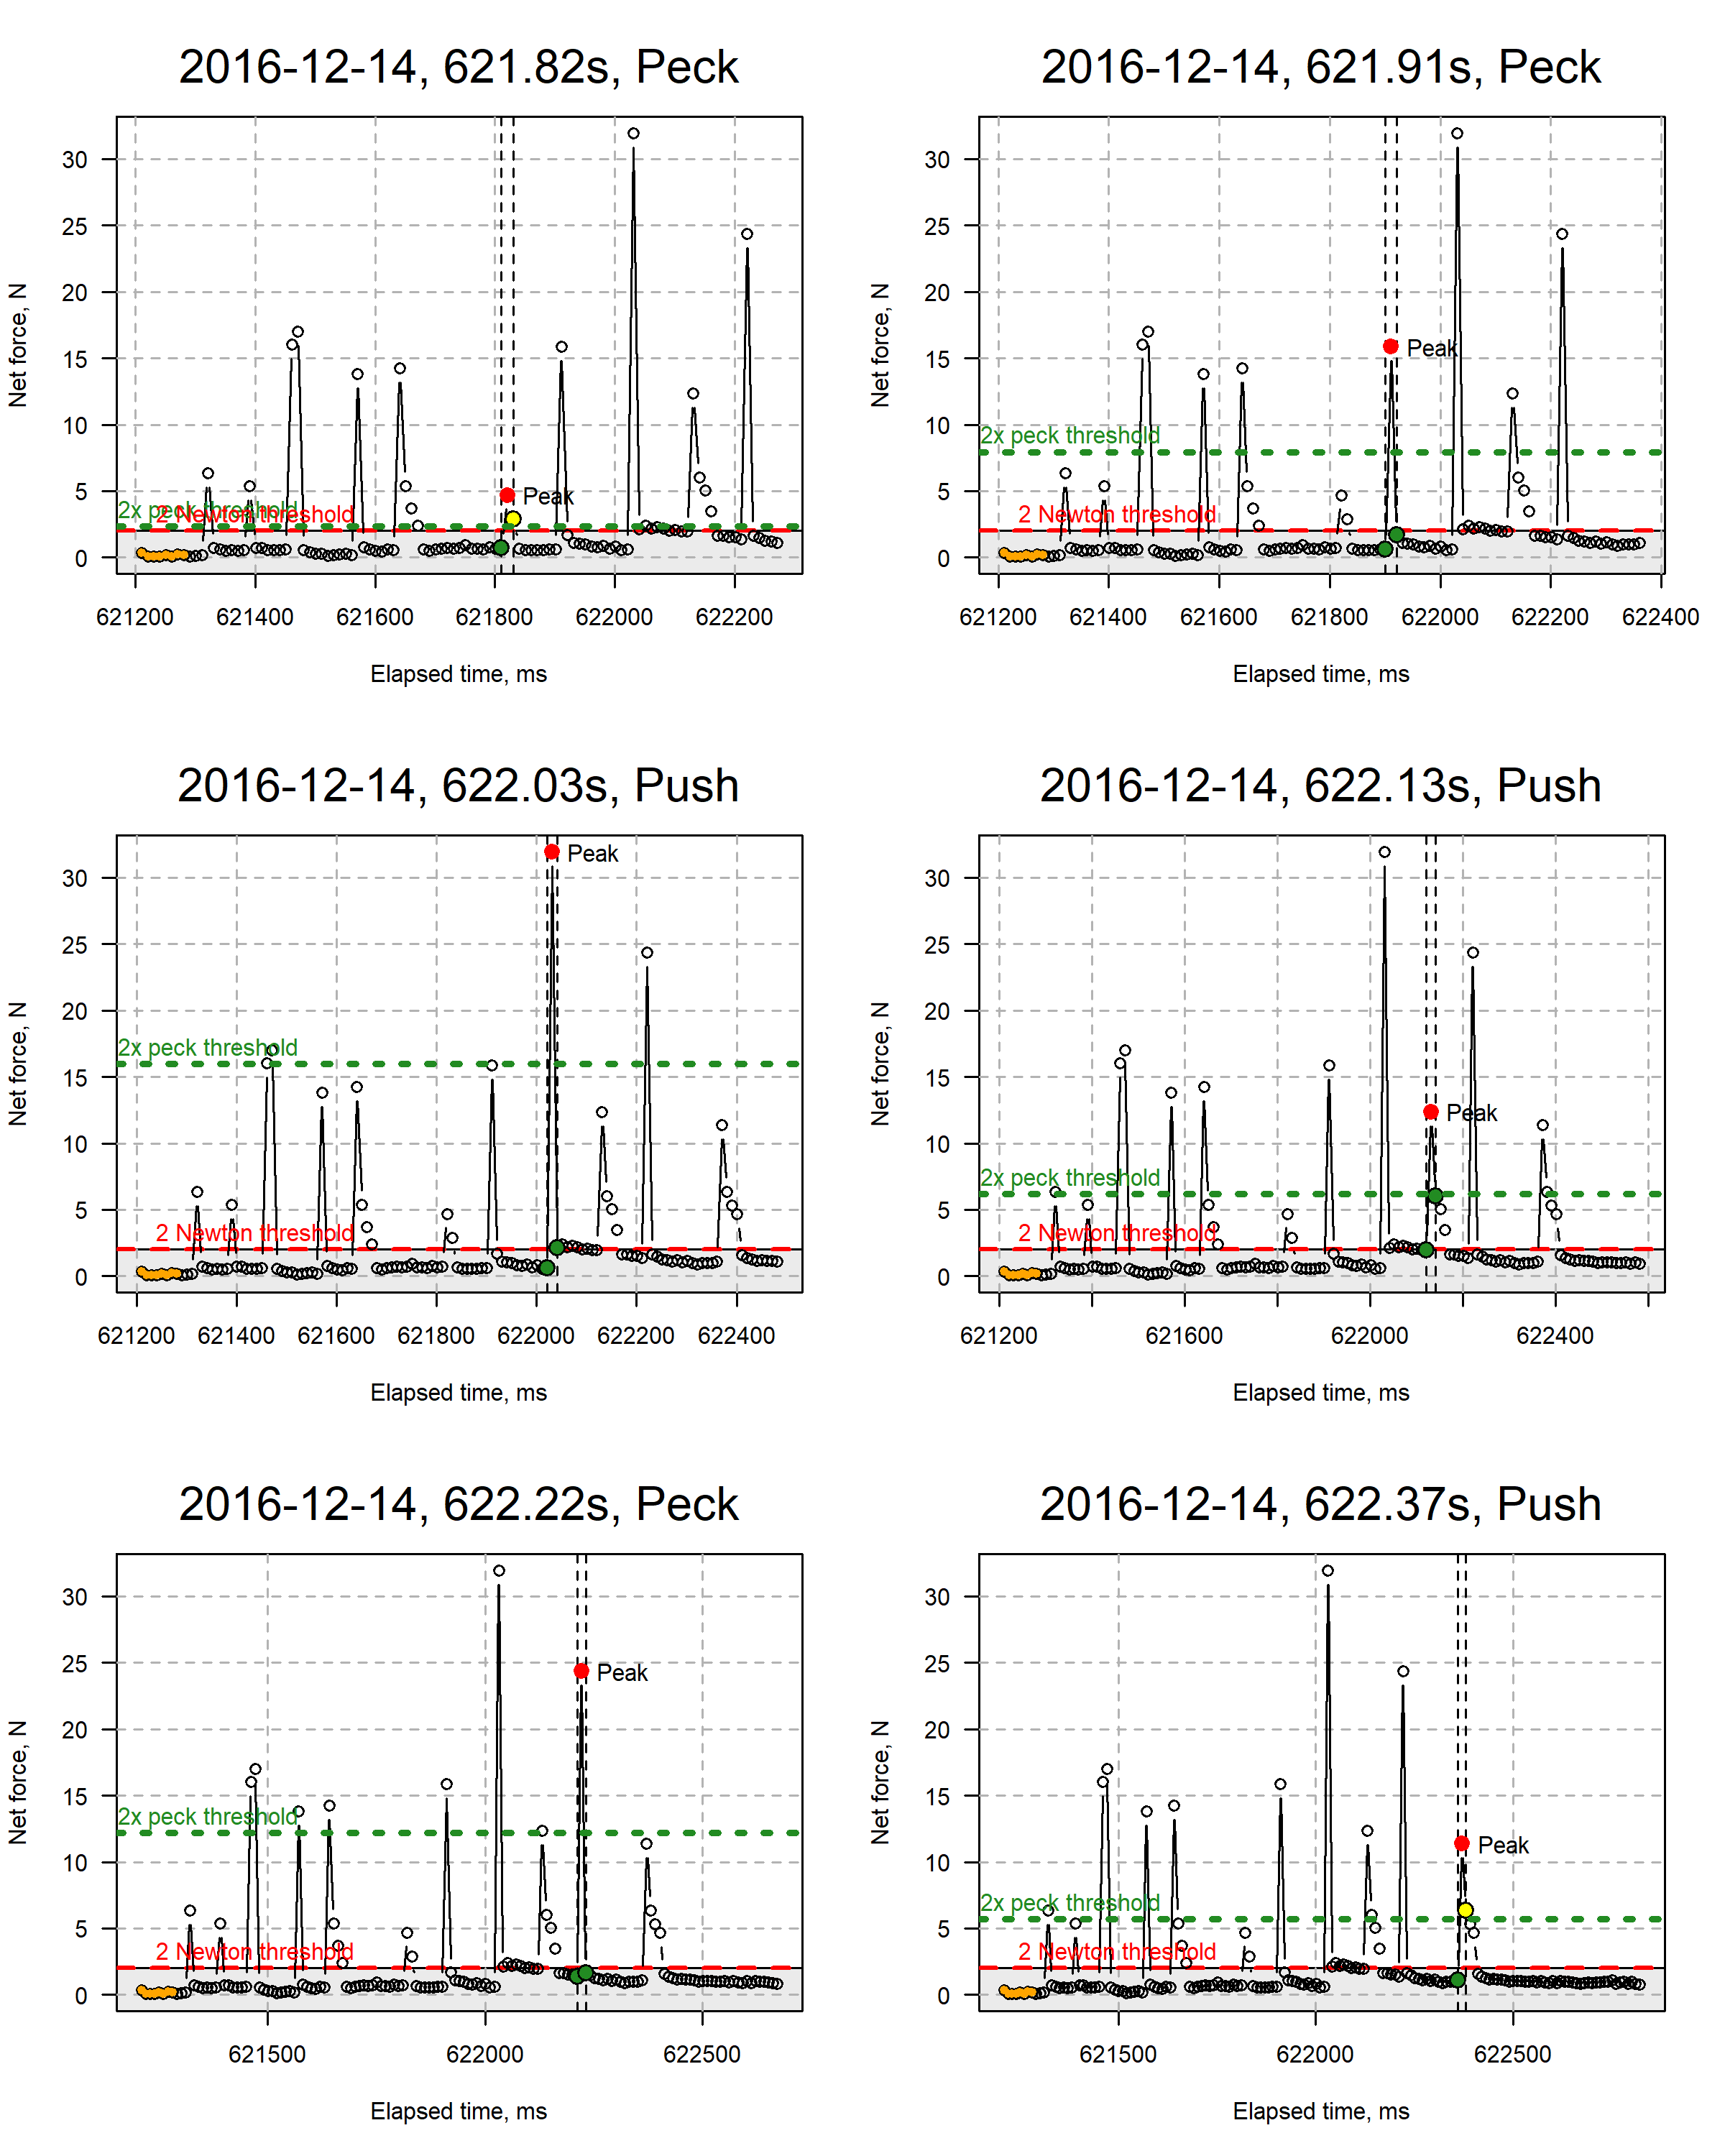 2016-12-14, 621.82s, Peck
Net force, N
30
25
20
15
10
5
0
Peak
2x peck threshold
2 Newton threshold
621200 621400 621600 621800 622000 622200
Elapsed time, ms
2016-12-14, 621.91s, Peck
Net force, N
30
25
20
15
10
5
0
Peak
2x peck threshold
2 Newton threshold
621200 621400 621600 621800 622000 622200 622400
Elapsed time, ms
2016-12-14, 622.03s, Push
Net force, N
30
25
20
15
10
5
0
Peak
2x peck threshold
2 Newton threshold
621200 621400 621600 621800 622000 622200 622400
Elapsed time, ms
2016-12-14, 622.13s, Push
Net force, N
30
25
20
15
10
5
0
Peak
2x peck threshold
2 Newton threshold
621200 621600 622000 622400
Elapsed time, ms
2016-12-14, 622.22s, Peck
Net force, N
30
25
20
15
10
5
0
Peak
2x peck threshold
2 Newton threshold
621500 622000 622500
Elapsed time, ms
2016-12-14, 622.37s, Push
Net force, N
30
25
20
15
10
5
0
Peak
2x peck threshold
2 Newton threshold
621500 622000 622500
Elapsed time, ms